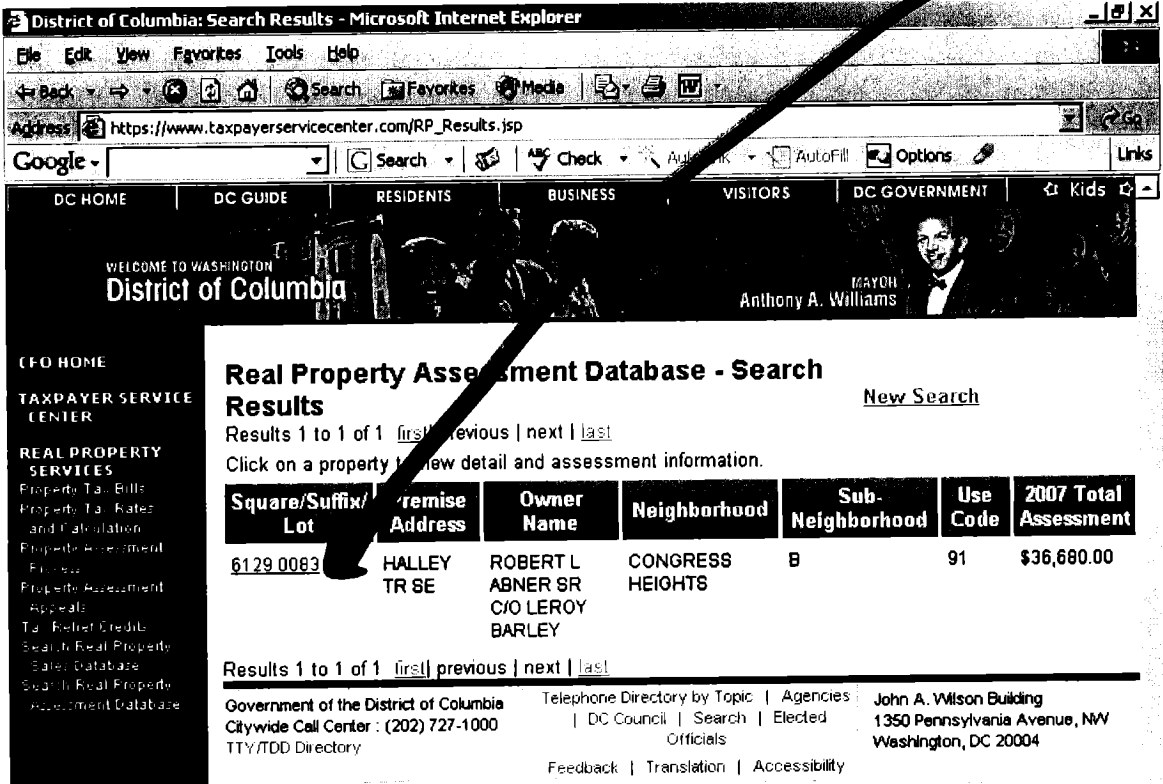 District of Columbia: Search Results - Microsoft Internet Explorer
File Edit View Favorites Tools Help
Back Search Favorites Media
Address https://www.taxpayerservicecenter.com/RP_Results.jsp Go
Google Search ABC Check AutoFill Options Links
DC HOME DC GUIDE RESIDENTS BUSINESS VISITORS DC GOVERNMENT Kids
WELCOME TO WASHINGTON
District of Columbia
MAYOR
Anthony A. Williams
CFO HOME
TAXPAYER SERVICE
CENTER
REAL PROPERTY
SERVICES
Property Tax Bills
Property Tax Rates
and Calculation
Property Assessment
Process
Property Assessment
Appeals
Tax Relief Credits
Search Real Property
Sales Database
Search Real Property
Assessment Database
Real Property Assessment Database - Search
Results
New Search
Results 1 to 1 of 1 first| previous | next | last
Click on a property to view detail and assessment information.
Square/Suffix/
Lot
Premise
Address
Owner
Name
Neighborhood
Sub-
Neighborhood
Use
Code
2007 Total
Assessment
6129 0083
HALLEY
TR SE
ROBERT L
ABNER SR
C/O LEROY
BARLEY
CONGRESS
HEIGHTS
B
91
$36,680.00
Results 1 to 1 of 1 first| previous | next | last
Government of the District of Columbia
Citywide Call Center : (202) 727-1000
TTY/TDD Directory
Telephone Directory by Topic | Agencies
| DC Council | Search | Elected
Officials
Feedback | Translation | Accessibility
John A. Wilson Building
1350 Pennsylvania Avenue, NW
Washington, DC 20004